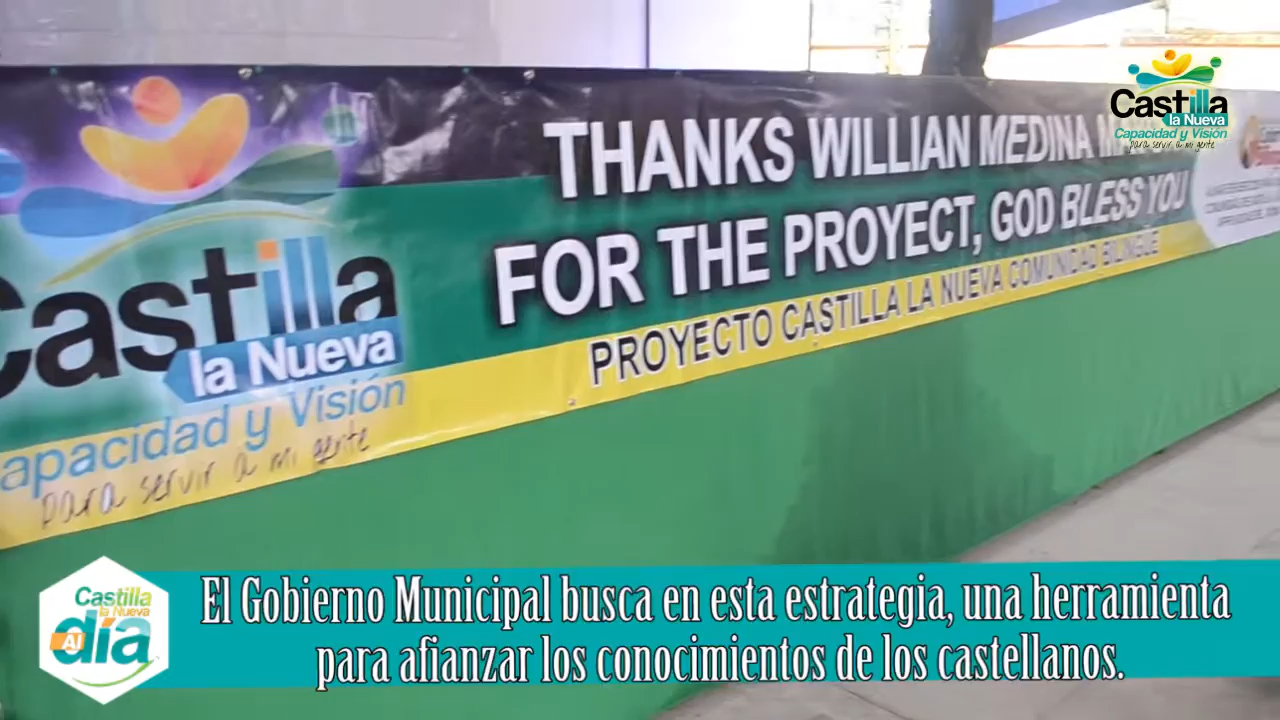 Castilla
la Nueva
Capacidad y Visión
para servir a mi gente
THANKS WILLIAN MEDINA
FOR THE PROYECT, GOD BLESS YOU
PROYECTO CASTILLA LA NUEVA COMUNIDAD BILINGÜE
Castilla
la Nueva
Capacidad y Visión
para servir a mi gente
Castilla
la Nueva
Al
día
El Gobierno Municipal busca en esta estrategia, una herramienta
para afianzar los conocimientos de los castellanos.